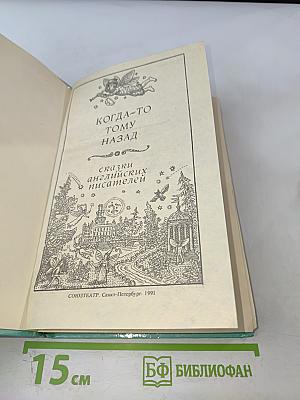 КОГДА-ТО
ТОМУ
НАЗАД
сказки
английских
писателей
СОЮЗТЕАТР, Санкт-Петербург. 1991
15 см
БФ БИБЛИОФАН